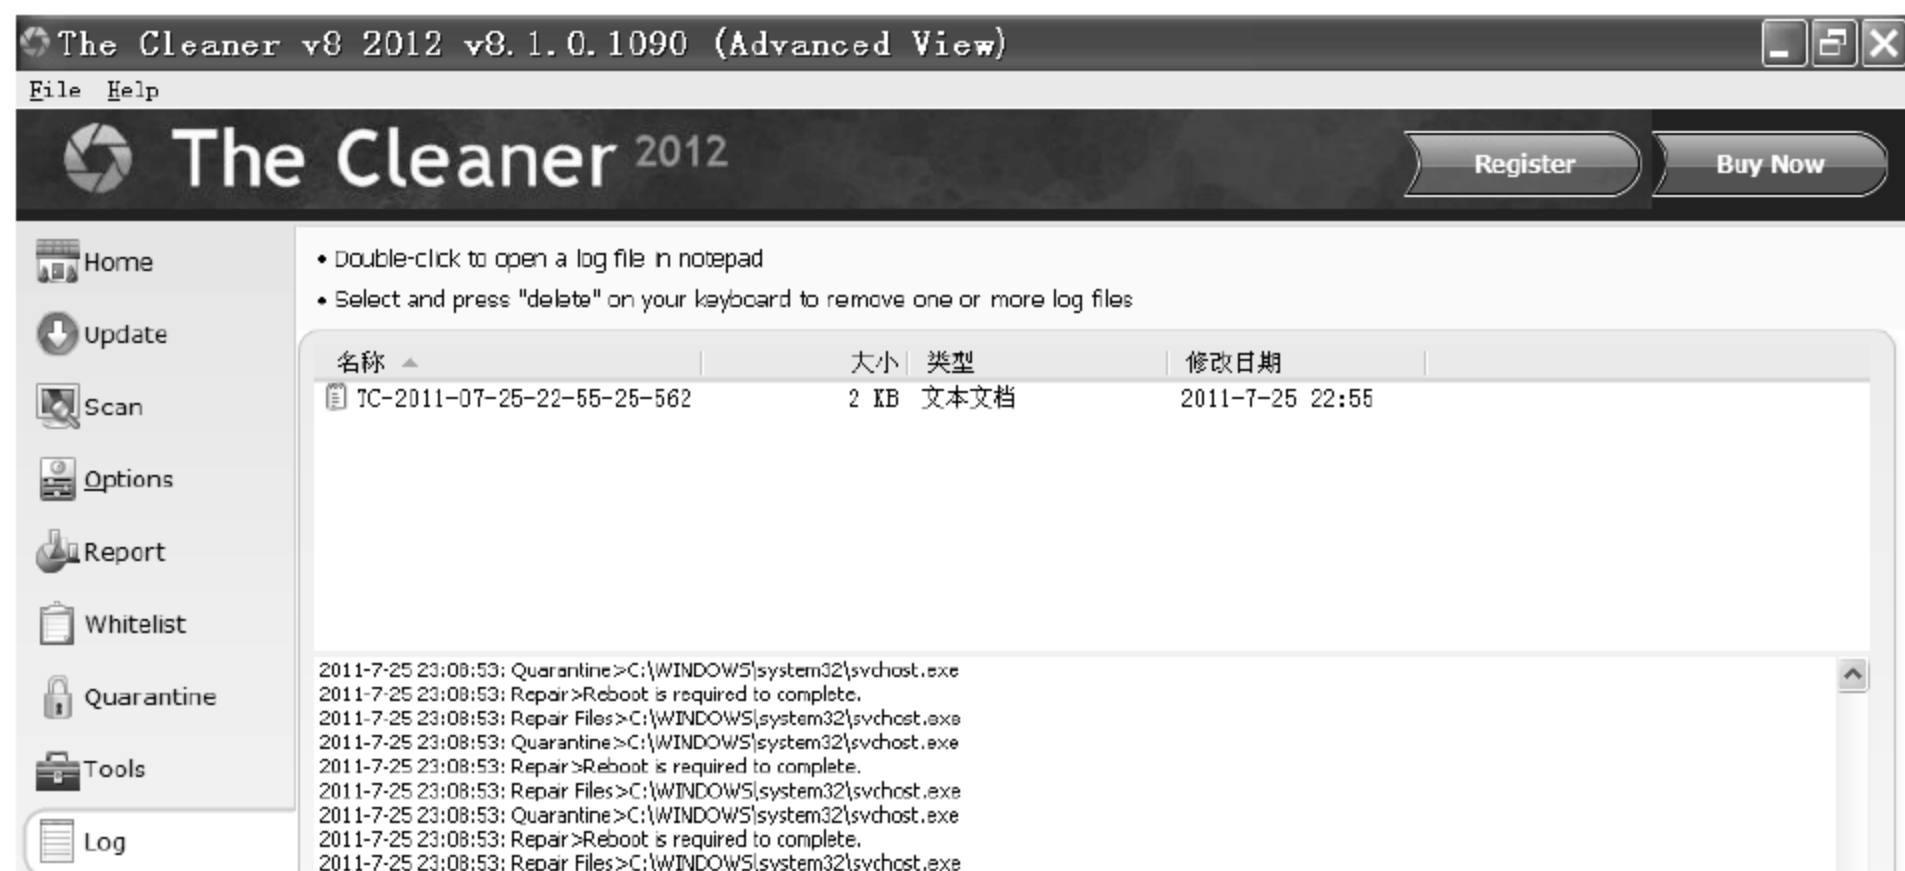 The Cleaner v8 2012 v8.1.0.1090 (Advanced View)
File Help
The Cleaner 2012
Register
Buy Now
Home
Update
Scan
Options
Report
Whitelist
Quarantine
Tools
Log
• Double-click to open a log file in notepad
• Select and press "delete" on your keyboard to remove one or more log files
名称 大小 类型 修改日期
TC-2011-07-25-22-55-25-562 2 KB 文本文档 2011-7-25 22:55
2011-7-25 23:08:53: Quarantine>C:\WINDOWS\system32\svchost.exe
2011-7-25 23:08:53: Repair>Reboot is required to complete.
2011-7-25 23:08:53: Repair Files>C:\WINDOWS\system32\svchost.exe
2011-7-25 23:08:53: Quarantine>C:\WINDOWS\system32\svchost.exe
2011-7-25 23:08:53: Repair>Reboot is required to complete.
2011-7-25 23:08:53: Repair Files>C:\WINDOWS\system32\svchost.exe
2011-7-25 23:08:53: Quarantine>C:\WINDOWS\system32\svchost.exe
2011-7-25 23:08:53: Repair>Reboot is required to complete.
2011-7-25 23:08:53: Repair Files>C:\WINDOWS\system32\svchost.exe